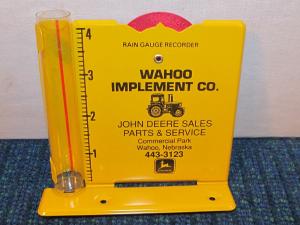 RAIN GAUGE RECORDER
WAHOO
IMPLEMENT CO.
JOHN DEERE SALES
PARTS & SERVICE
Commercial Park
Wahoo, Nebraska
443-3123
4
3
2
1